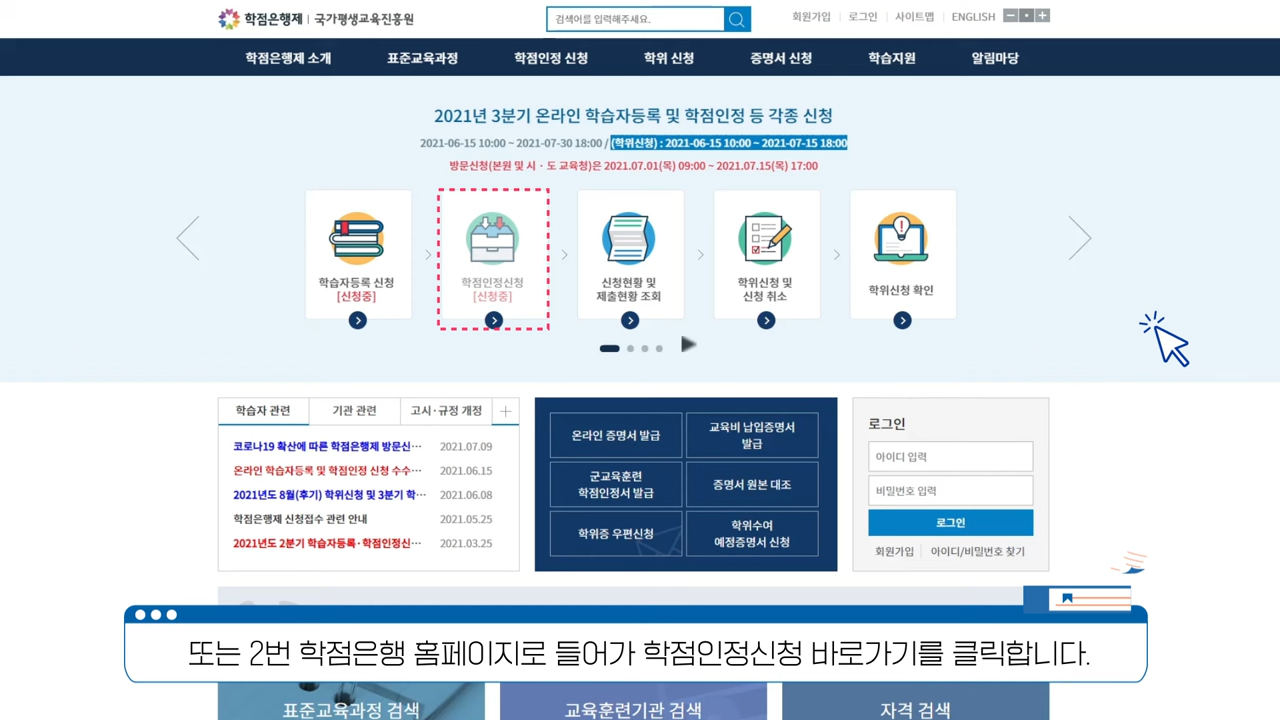 학점은행제 | 국가평생교육진흥원
검색어를 입력해주세요.
회원가입 로그인 사이트맵 ENGLISH
학점은행제 소개 표준교육과정 학점인정 신청 학위 신청 증명서 신청 학습지원 알림마당
2021년 3분기 온라인 학습자등록 및 학점인정 등 각종 신청
2021-06-15 10:00 ~ 2021-07-30 18:00 / (학위신청) : 2021-06-15 10:00 ~ 2021-07-15 18:00
방문신청(본원 및 시ㆍ도 교육청)은 2021.07.01(목) 09:00 ~ 2021.07.15(목) 17:00
학습자등록 신청
[신청중]
학점인정신청
[신청중]
신청현황 및
제출현황 조회
학위신청 및
신청 취소
학위신청 확인
학습자 관련 기관 관련 고시·규정 개정
코로나19 확산에 따른 학점은행제 방문신··· 2021.07.09
온라인 학습자등록 및 학점인정 신청 수수··· 2021.06.15
2021년도 8월(후기) 학위신청 및 3분기 학··· 2021.06.08
학점은행제 신청접수 관련 안내 2021.05.25
2021년도 2분기 학습자등록·학점인정신··· 2021.03.25
온라인 증명서 발급
교육비 납입증명서
발급
군교육훈련
학점인정서 발급
증명서 원본 대조
학위증 우편신청
학위수여
예정증명서 신청
로그인
아이디 입력
비밀번호 입력
로그인
회원가입 아이디/비밀번호 찾기
또는 2번 학점은행 홈페이지로 들어가 학점인정신청 바로가기를 클릭합니다.
표준교육과정 검색 교육훈련기관 검색 자격 검색